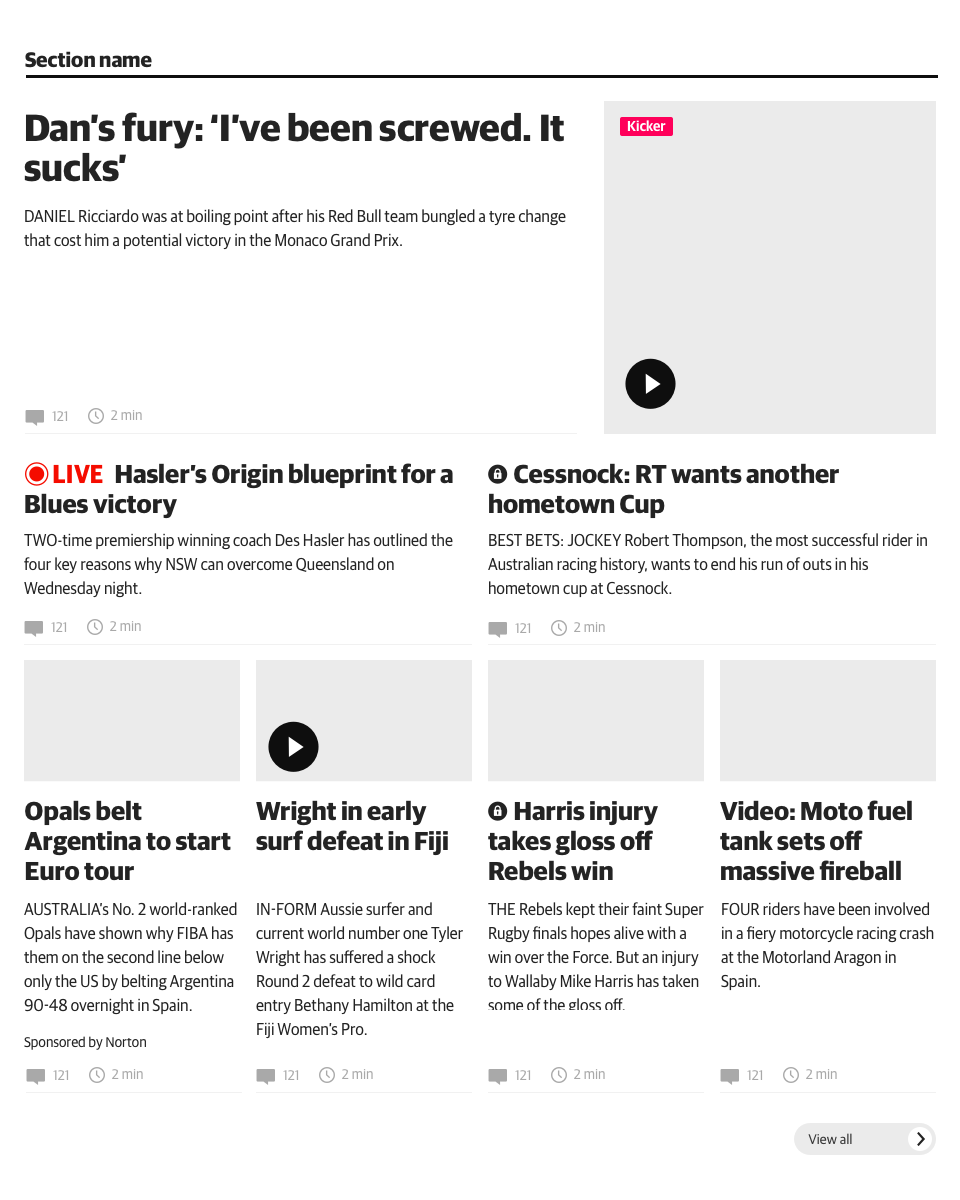 Section name
Dan's fury: ‘I’ve been screwed. It
sucks’
DANIEL Ricciardo was at boiling point after his Red Bull team bungled a tyre change
that cost him a potential victory in the Monaco Grand Prix.
121 2 min
Kicker
LIVE Hasler’s Origin blueprint for a
Blues victory
TWO-time premiership winning coach Des Hasler has outlined the
four key reasons why NSW can overcome Queensland on
Wednesday night.
121 2 min
Cessnock: RT wants another
hometown Cup
BEST BETS: JOCKEY Robert Thompson, the most successful rider in
Australian racing history, wants to end his run of outs in his
hometown cup at Cessnock.
121 2 min
Opals belt
Argentina to start
Euro tour
AUSTRALIA’s No. 2 world-ranked
Opals have shown why FIBA has
them on the second line below
only the US by belting Argentina
90-48 overnight in Spain.
Sponsored by Norton
121 2 min
Wright in early
surf defeat in Fiji
IN-FORM Aussie surfer and
current world number one Tyler
Wright has suffered a shock
Round 2 defeat to wild card
entry Bethany Hamilton at the
Fiji Women’s Pro.
121 2 min
Harris injury
takes gloss off
Rebels win
THE Rebels kept their faint Super
Rugby finals hopes alive with a
win over the Force. But an injury
to Wallaby Mike Harris has taken
some of the gloss off.
121 2 min
Video: Moto fuel
tank sets off
massive fireball
FOUR riders have been involved
in a fiery motorcycle racing crash
at the Motorland Aragon in
Spain.
121 2 min
View all